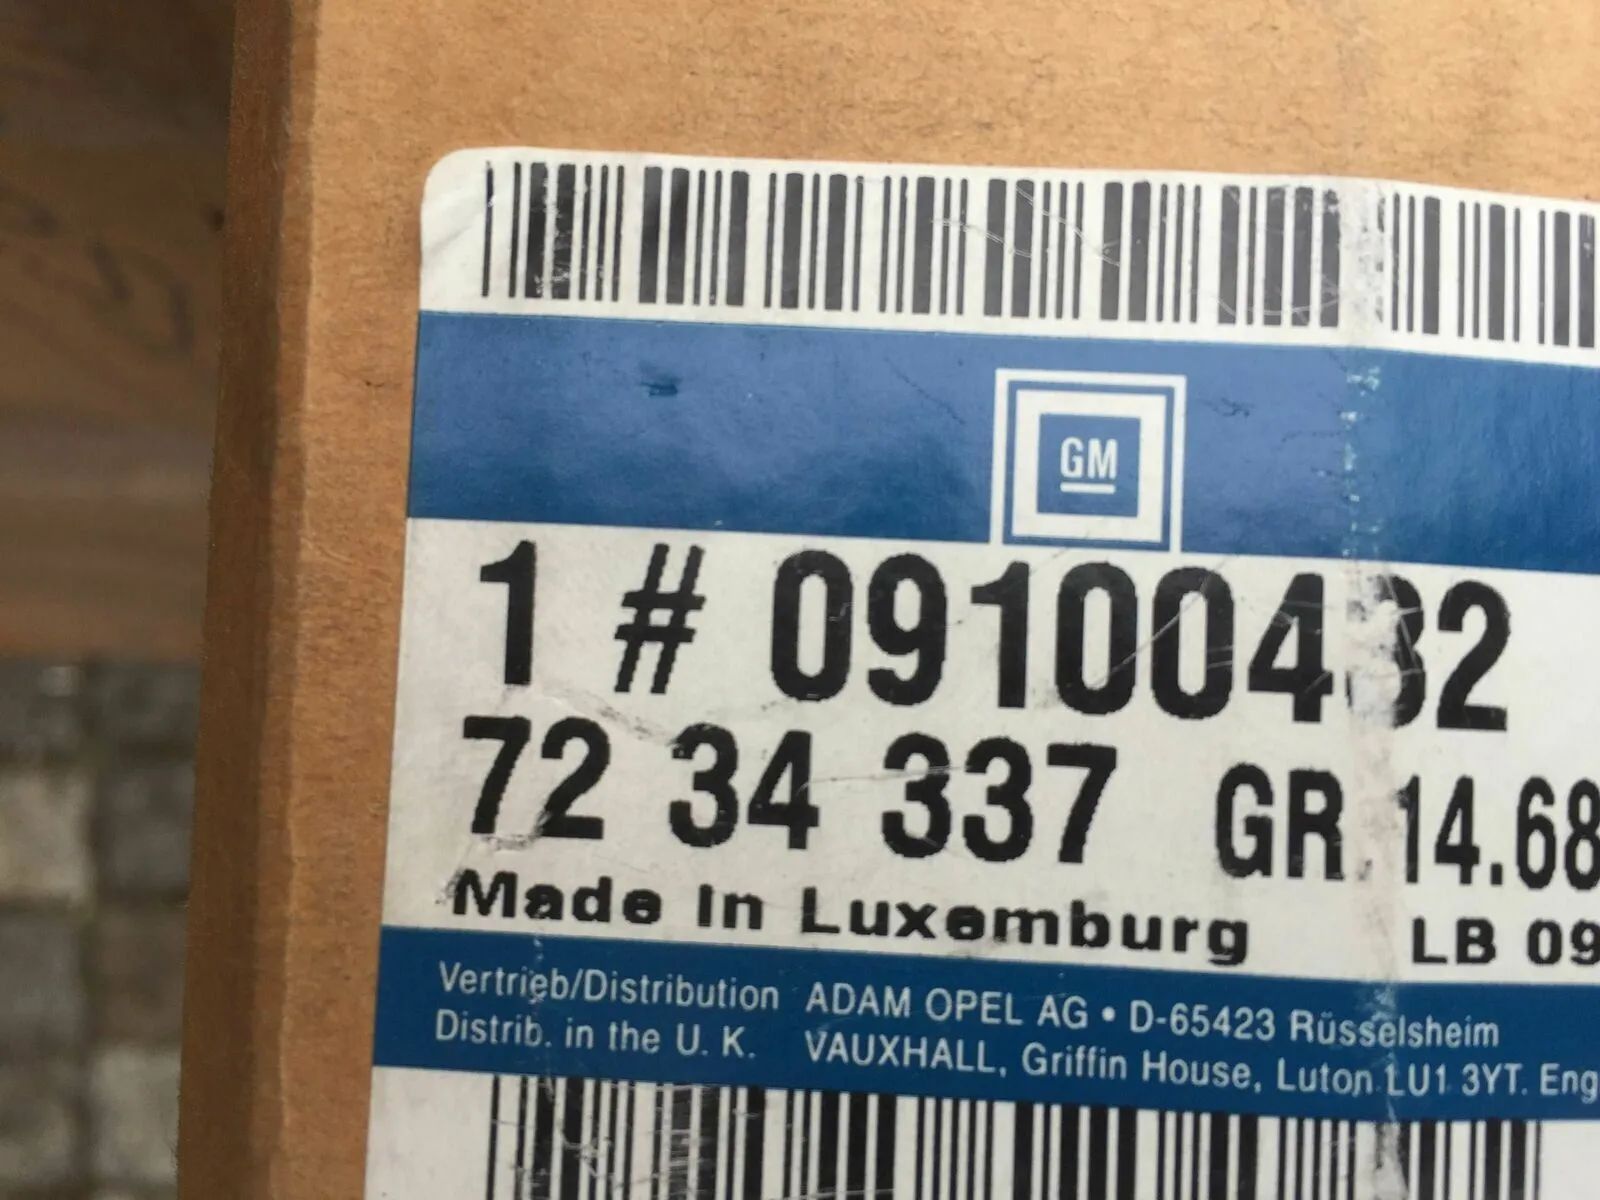 GM
1 # 09100432
72 34 337 GR 14.68
Made In Luxemburg LB 09
Vertrieb/Distribution ADAM OPEL AG • D-65423 Rüsselsheim
Distrib. in the U. K. VAUXHALL, Griffin House, Luton LU1 3YT. Eng